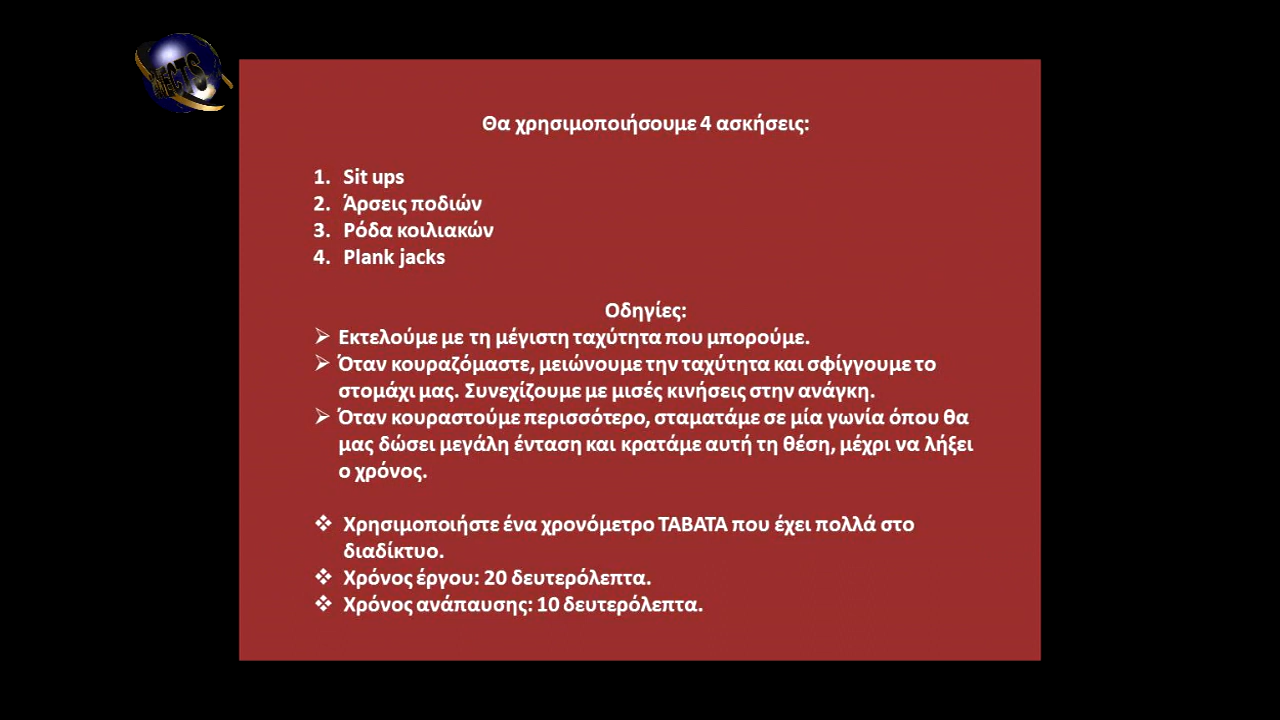 Θα χρησιμοποιήσουμε 4 ασκήσεις:
1. Sit ups
2. Άρσεις ποδιών
3. Ρόδα κοιλιακών
4. Plank jacks
Οδηγίες:
➢ Εκτελούμε με τη μέγιστη ταχύτητα που μπορούμε.
➢ Όταν κουραζόμαστε, μειώνουμε την ταχύτητα και σφίγγουμε το
στομάχι μας. Συνεχίζουμε με μισές κινήσεις στην ανάγκη.
➢ Όταν κουραστούμε περισσότερο, σταματάμε σε μία γωνία όπου θα
μας δώσει μεγάλη ένταση και κρατάμε αυτή τη θέση, μέχρι να λήξει
ο χρόνος.
❖ Χρησιμοποιήστε ένα χρονόμετρο TABATA που έχει πολλά στο
διαδίκτυο.
❖ Χρόνος έργου: 20 δευτερόλεπτα.
❖ Χρόνος ανάπαυσης: 10 δευτερόλεπτα.